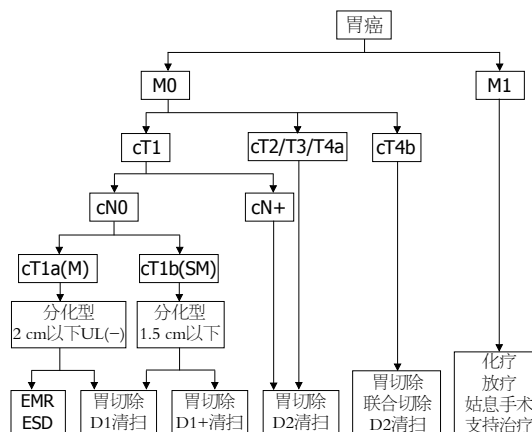 胃癌
M0
M1
cT1
cT2/T3/T4a
cT4b
cN0
cN+
cT1a(M)
cT1b(SM)
分化型
2 cm以下UL(−)
分化型
1.5 cm以下
EMR
ESD
胃切除
D1清扫
胃切除
D1+清扫
胃切除
D2清扫
胃切除
联合切除
D2清扫
化疗
放疗
姑息手术
支持治疗